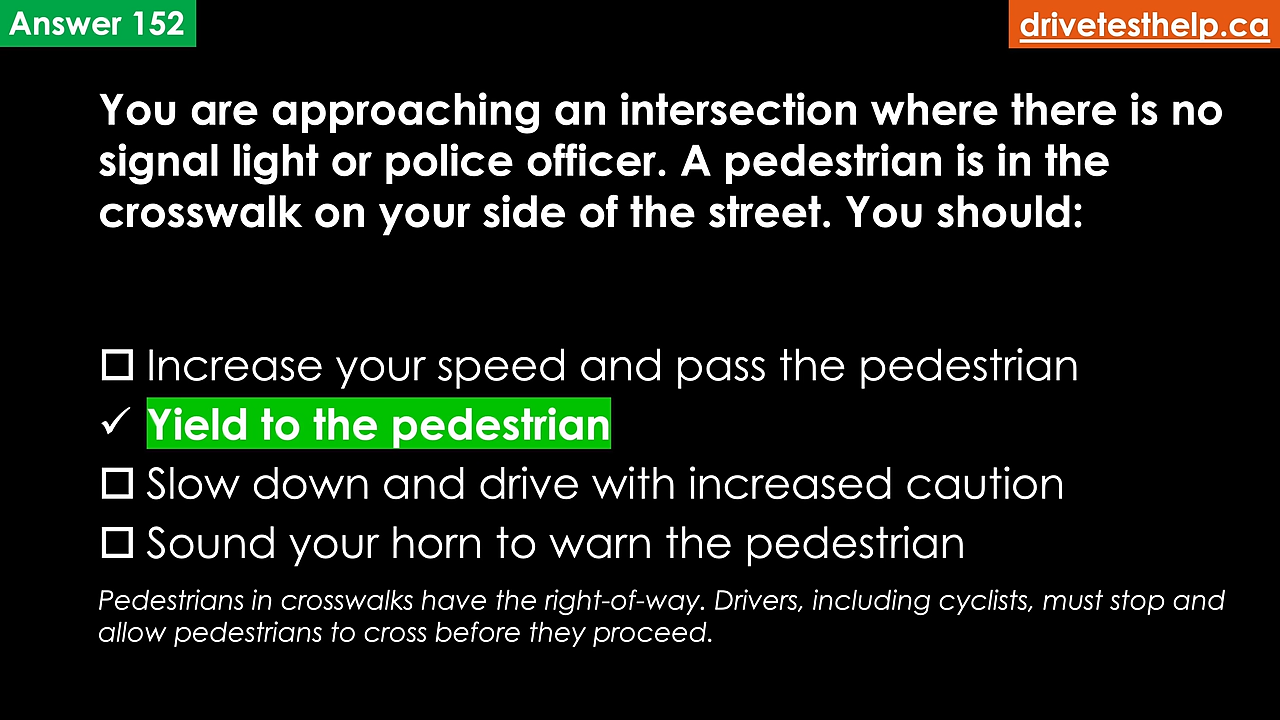 Answer 152
drivetesthelp.ca
You are approaching an intersection where there is no
signal light or police officer. A pedestrian is in the
crosswalk on your side of the street. You should:
☐ Increase your speed and pass the pedestrian
✓ Yield to the pedestrian
☐ Slow down and drive with increased caution
☐ Sound your horn to warn the pedestrian
Pedestrians in crosswalks have the right-of-way. Drivers, including cyclists, must stop and
allow pedestrians to cross before they proceed.